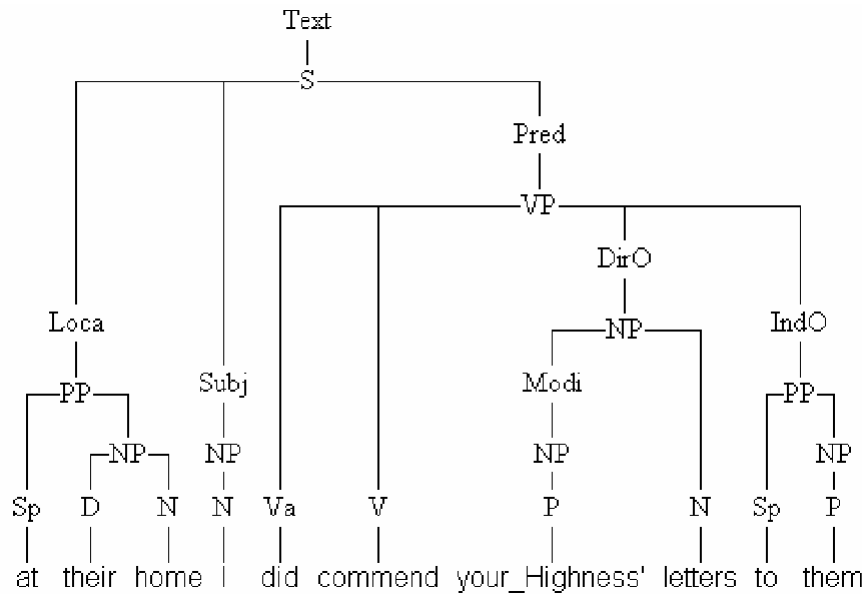 Text
S
Pred
VP
DirO
Loca NP IndO
PP Subj Modi PP
NP NP NP NP
Sp D N N Va V P N Sp P
at their home I did commend your_Highness' letters to them